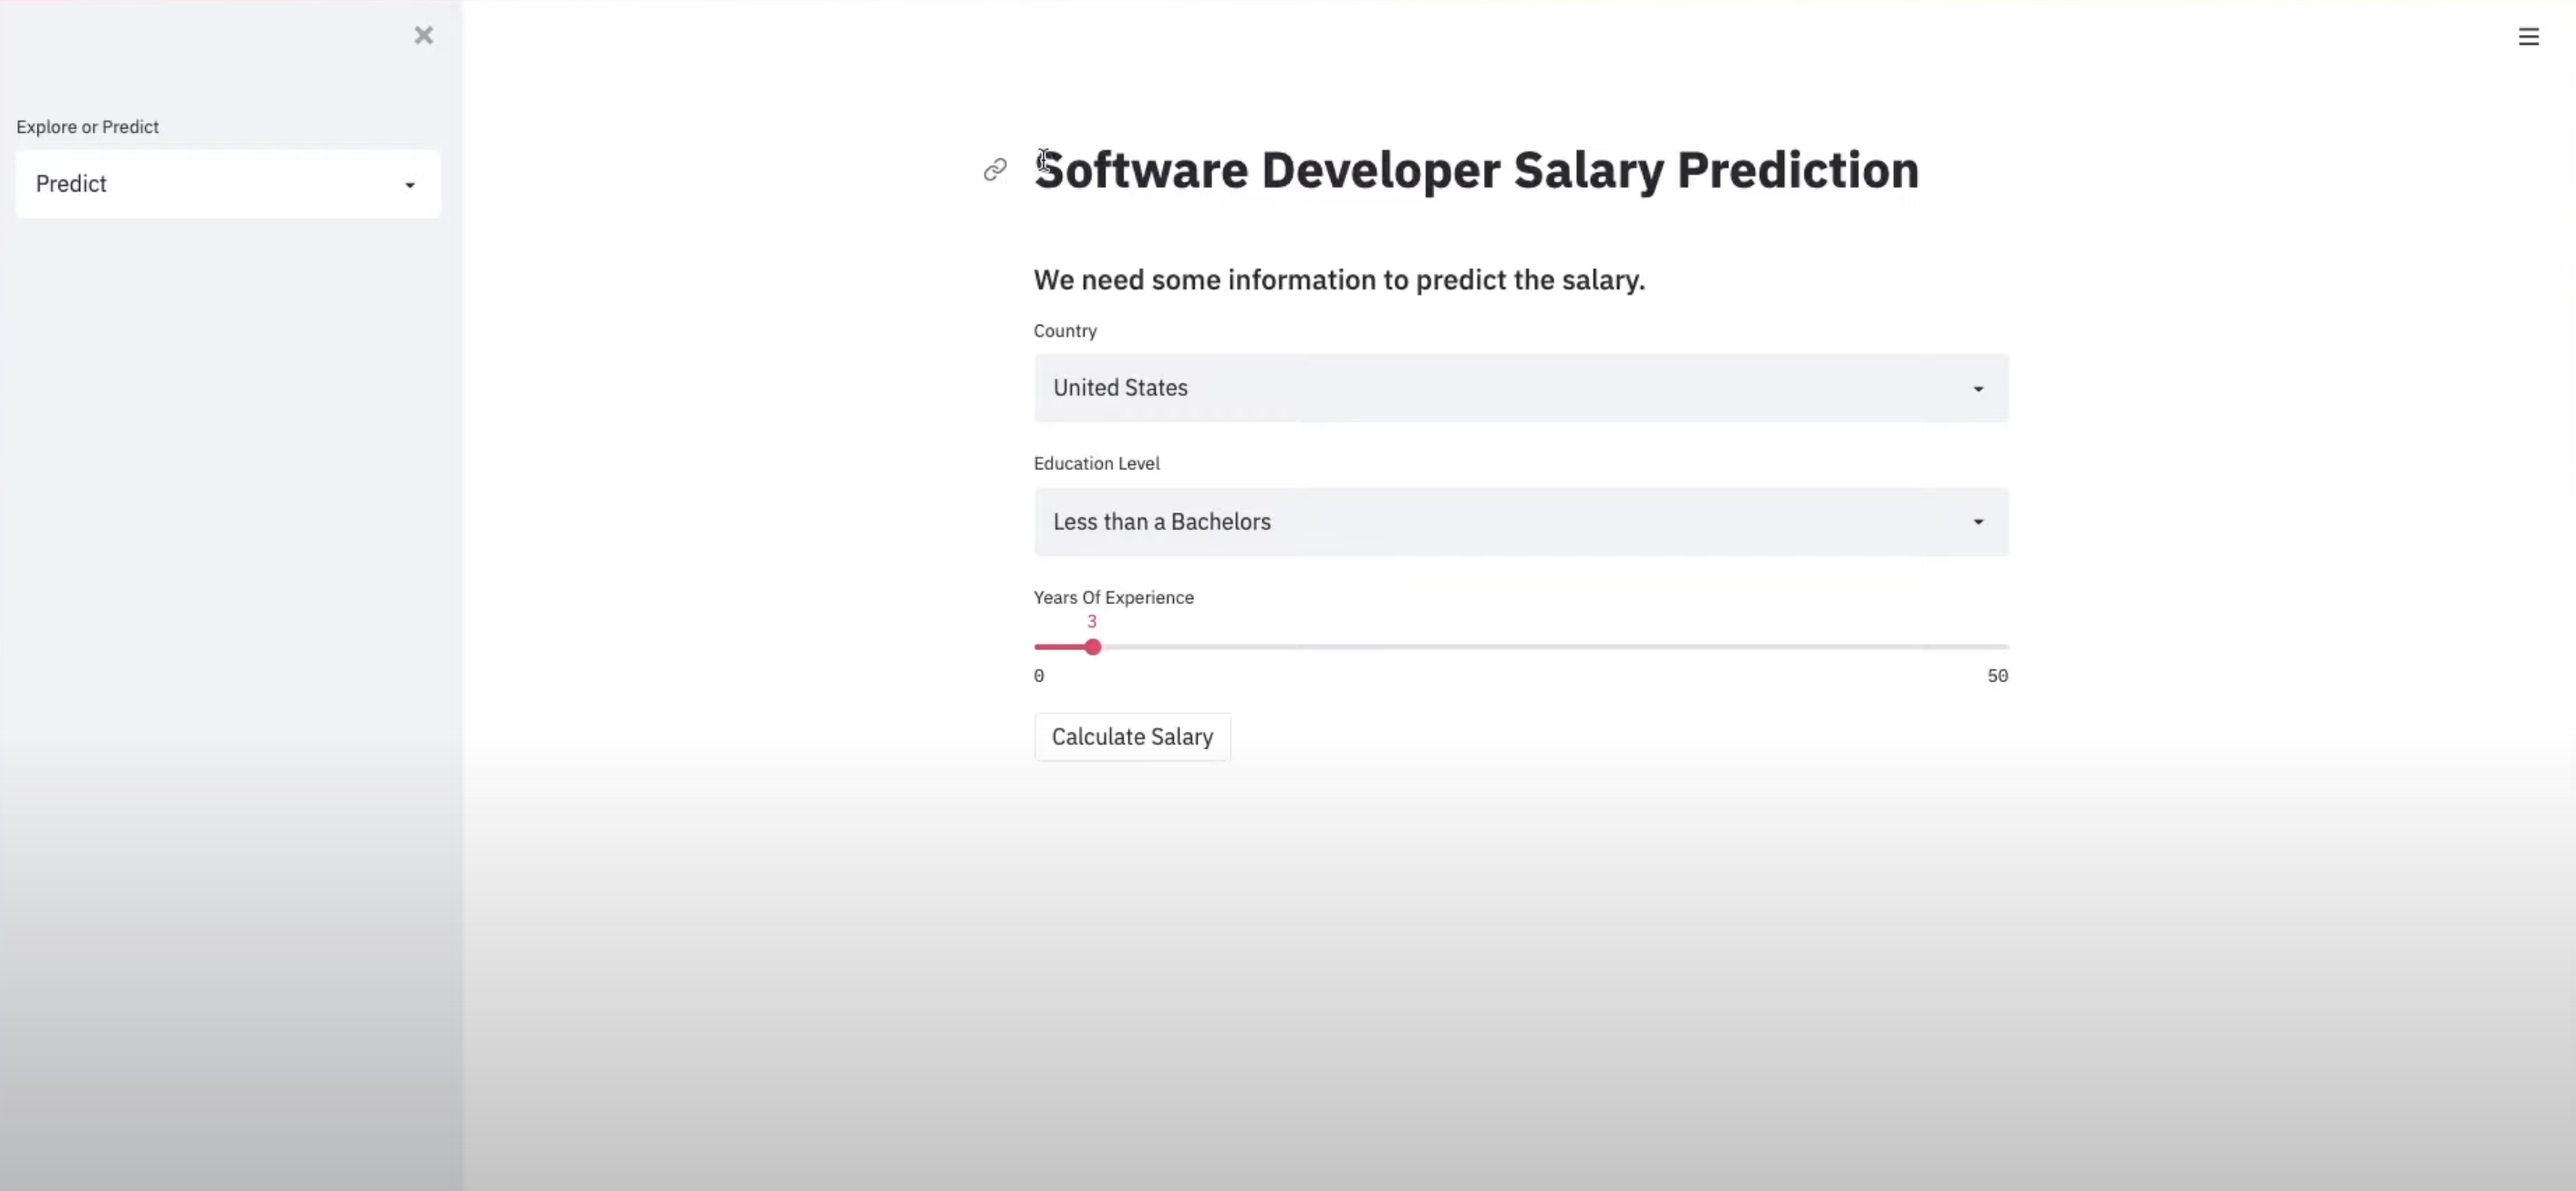 Explore or Predict
Predict
Software Developer Salary Prediction
We need some information to predict the salary.
Country
United States
Education Level
Less than a Bachelors
Years Of Experience
3
0 50
Calculate Salary